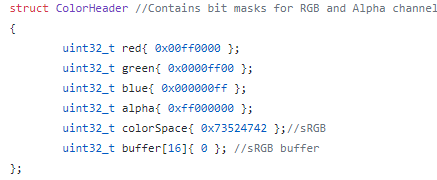 struct ColorHeader //Contains bit masks for RGB and Alpha channel
{
uint32_t red{ 0x00ff0000 };
uint32_t green{ 0x0000ff00 };
uint32_t blue{ 0x000000ff };
uint32_t alpha{ 0xff000000 };
uint32_t colorSpace{ 0x73524742 };//sRGB
uint32_t buffer[16]{ 0 }; //sRGB buffer
};